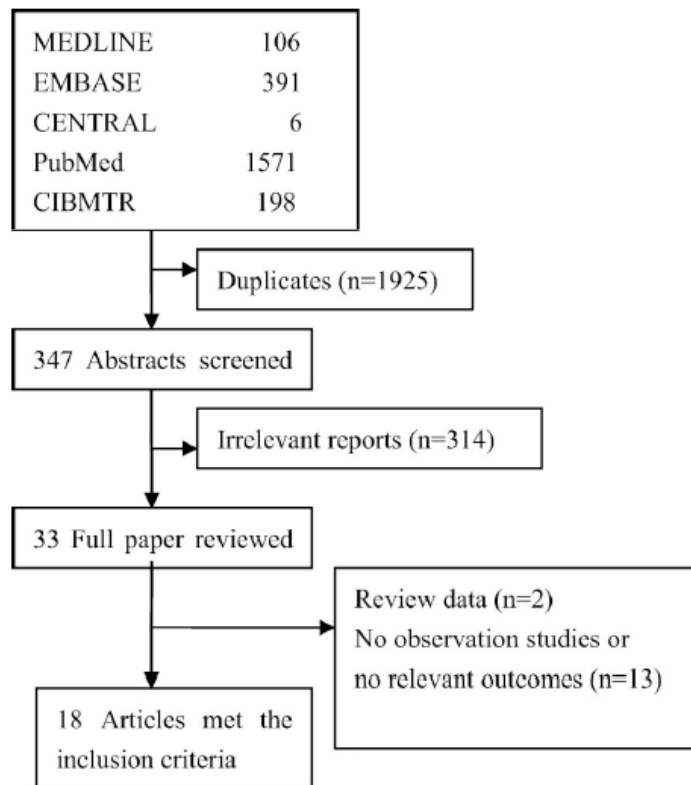 MEDLINE 106
EMBASE 391
CENTRAL 6
PubMed 1571
CIBMTR 198
Duplicates (n=1925)
347 Abstracts screened
Irrelevant reports (n=314)
33 Full paper reviewed
Review data (n=2)
No observation studies or
no relevant outcomes (n=13)
18 Articles met the
inclusion criteria